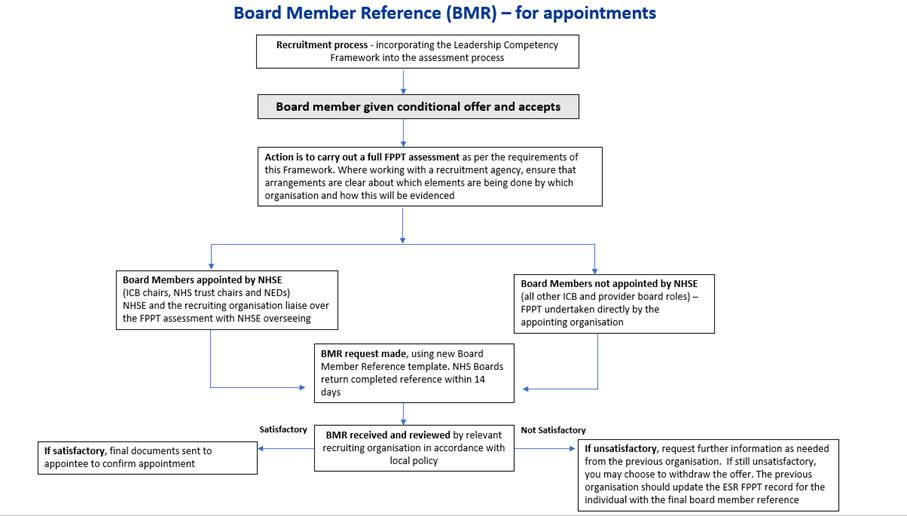 Board Member Reference (BMR) – for appointments
Recruitment process - incorporating the Leadership Competency
Framework into the assessment process
Board member given conditional offer and accepts
Action is to carry out a full FPPT assessment as per the requirements of
this Framework. Where working with a recruitment agency, ensure that
arrangements are clear about which elements are being done by which
organisation and how this will be evidenced
Board Members appointed by NHSE
(ICB chairs, NHS trust chairs and NEDs)
NHSE and the recruiting organisation liaise over
the FPPT assessment with NHSE overseeing
Board Members not appointed by NHSE
(all other ICB and provider board roles) –
FPPT undertaken directly by the
appointing organisation
BMR request made, using new Board
Member Reference template. NHS Boards
return completed reference within 14
days
Satisfactory
BMR received and reviewed by relevant
recruiting organisation in accordance with
local policy
Not Satisfactory
If satisfactory, final documents sent to
appointee to confirm appointment
If unsatisfactory, request further information as needed
from the previous organisation. If still unsatisfactory,
you may choose to withdraw the offer. The previous
organisation should update the ESR FPPT record for the
individual with the final board member reference